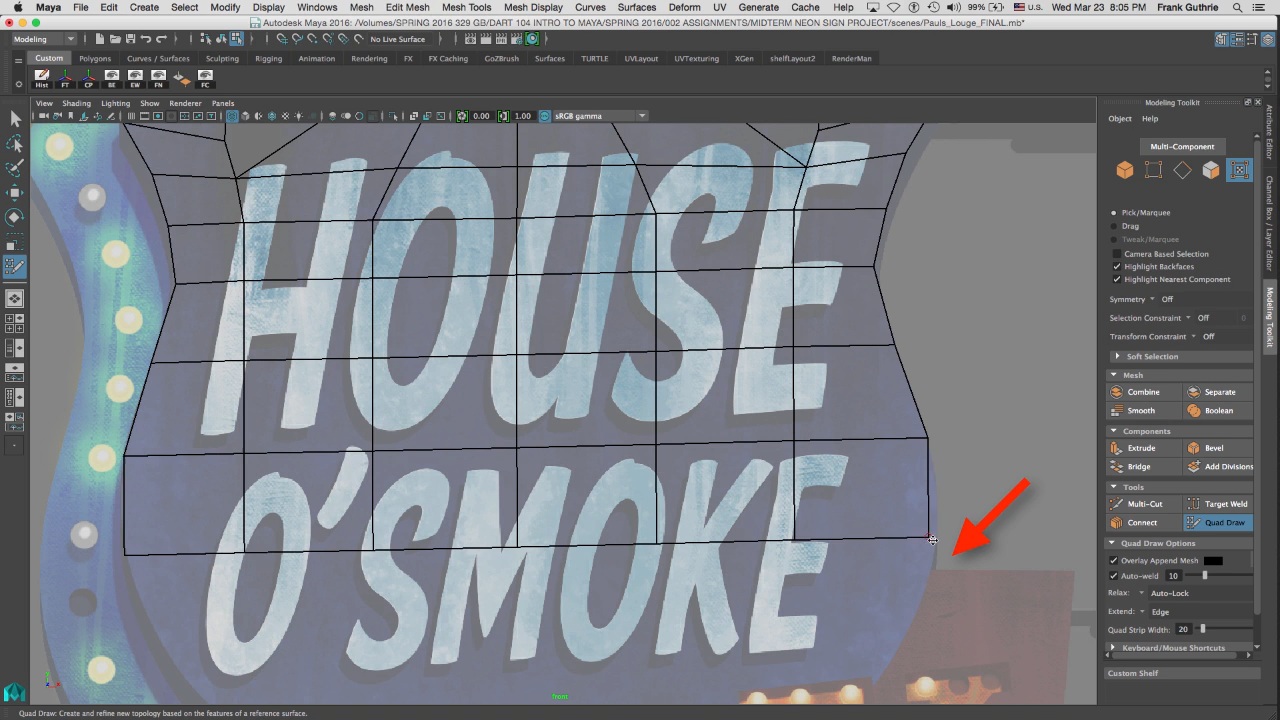 Maya File Edit Create Select Modify Display Windows Mesh Edit Mesh Mesh Tools Mesh Display Curves Surfaces Deform UV Generate Cache Help 99% U.S. Wed Mar 23 8:05 PM Frank Guthrie
Autodesk Maya 2016: /Volumes/SPRING 2016 329 GB/DART 104 INTRO TO MAYA/SPRING 2016/002 ASSIGNMENTS/MIDTERM NEON SIGN PROJECT/scenes/Pauls_Louge_FINAL.mb*
Modeling No Live Surface
Custom Polygons Curves / Surfaces Sculpting Rigging Animation Rendering FX FX Caching GoZBrush Surfaces TURTLE UVLayout UVTexturing XGen shelfLayout2 RenderMan
Hist FT CP BE EW FN FC
View Shading Lighting Show Renderer Panels
0.00 1.00 sRGB gamma
HOUSE
O'SMOKE
front
Modeling Toolkit
Object Help
Multi-Component
Pick/Marquee
Drag
Tweak/Marquee
Camera Based Selection
Highlight Backfaces
Highlight Nearest Component
Symmetry Off
Selection Constraint Off 0
Transform Constraint Off
Soft Selection
Mesh
Combine Separate
Smooth Boolean
Components
Extrude Bevel
Bridge Add Divisions
Tools
Multi-Cut Target Weld
Connect Quad Draw
Quad Draw Options
Overlay Append Mesh
Auto-weld 10
Relax: Auto-Lock
Extend: Edge
Quad Strip Width: 20
Keyboard/Mouse Shortcuts
Custom Shelf
Attribute Editor
Channel Box / Layer Editor
Modeling Toolkit
Quad Draw: Create and refine new topology based on the features of a reference surface.